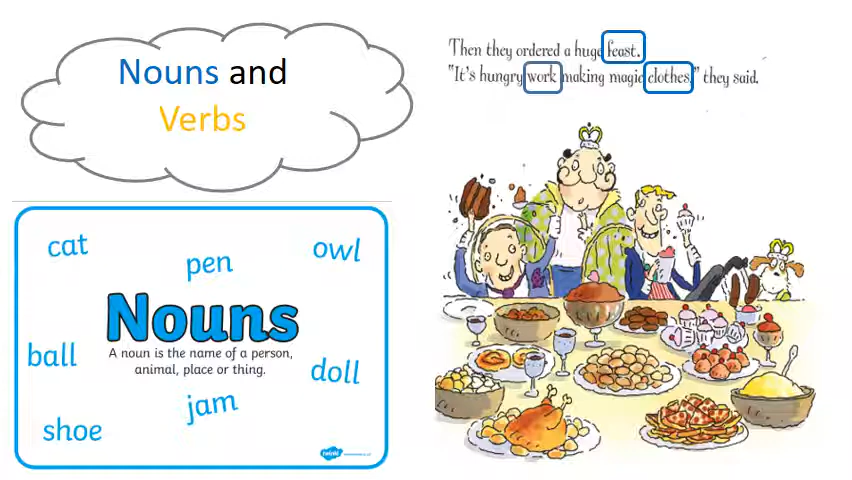 Nouns and
Verbs
Then they ordered a huge feast.
"It's hungry work making magic clothes," they said.
cat
pen
owl
Nouns
A noun is the name of a person,
animal, place or thing.
ball
doll
jam
shoe
twinkl